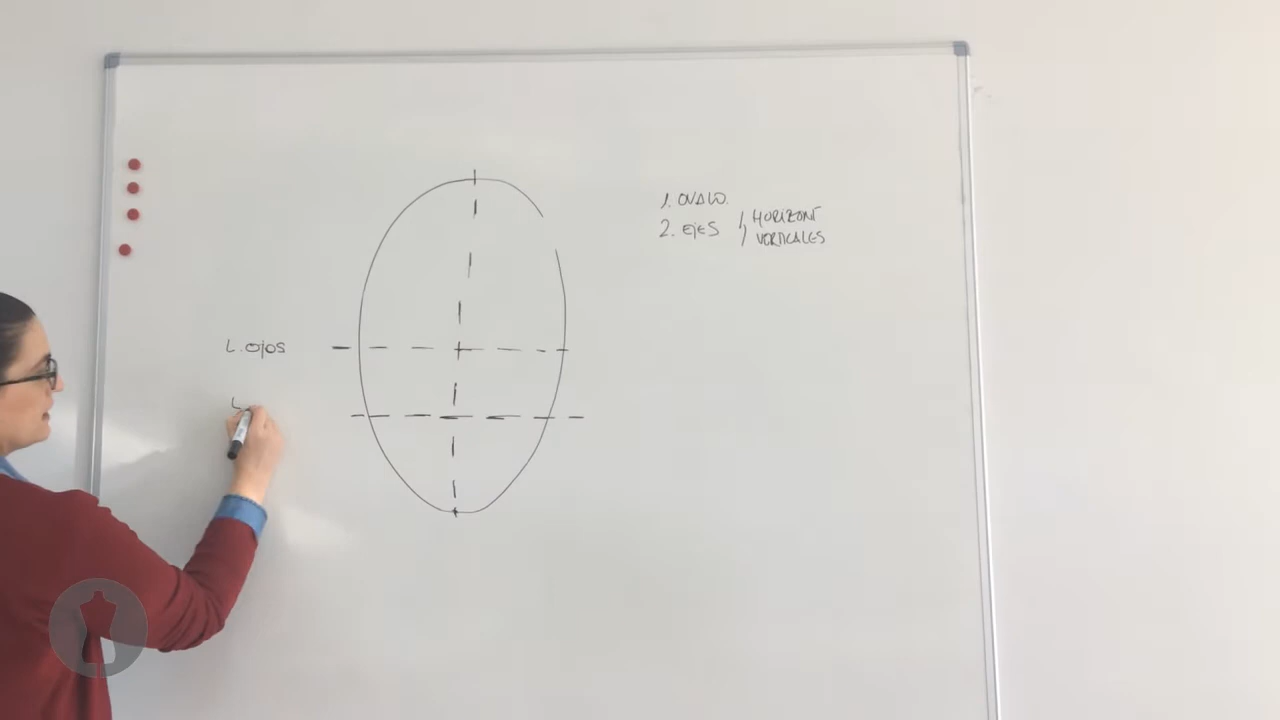 1. OVALO.
2. EJES / HORIZONT
/ VERTICALES
L. OJOS
L